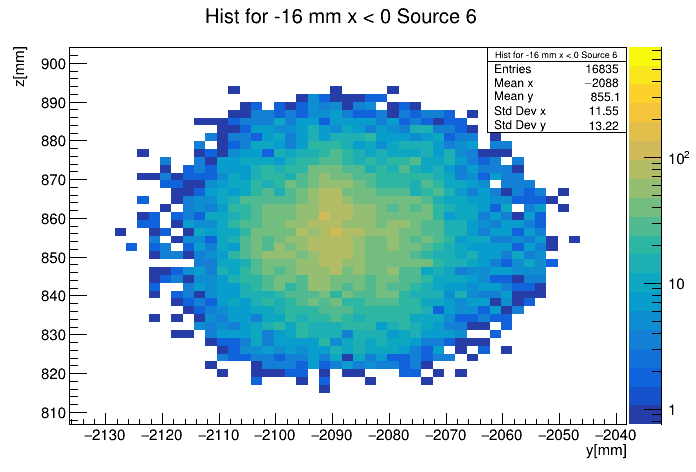 Hist for -16 mm x < 0 Source 6
z[mm]
900
890
880
870
860
850
840
830
820
810
Hist for -16 mm x < 0 Source 6
Entries 16835
Mean x −2088
Mean y 855.1
Std Dev x 11.55
Std Dev y 13.22
10²
10
1
−2130 −2120 −2110 −2100 −2090 −2080 −2070 −2060 −2050 −2040
y[mm]